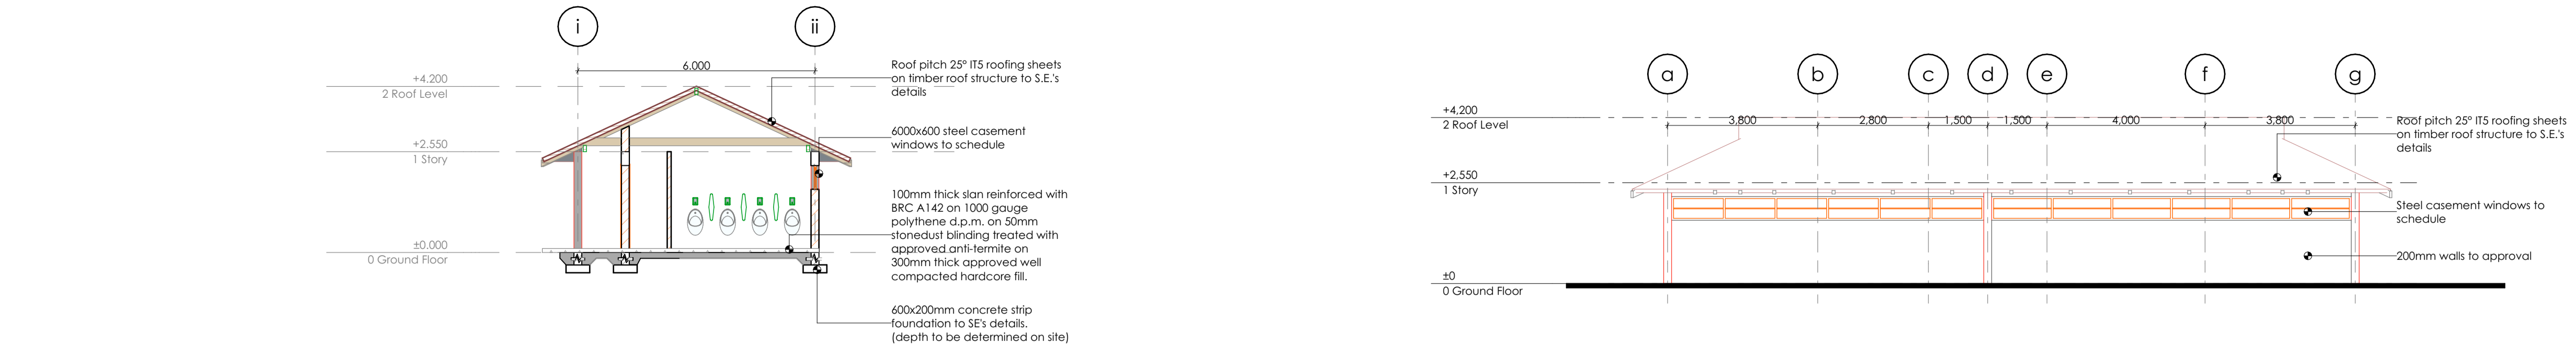 i
ii
6.000
+4.200
2 Roof Level
+2.550
1 Story
±0.000
0 Ground Floor
Roof pitch 25° IT5 roofing sheets
on timber roof structure to S.E.'s
details
6000x600 steel casement
windows to schedule
100mm thick slan reinforced with
BRC A142 on 1000 gauge
polythene d.p.m. on 50mm
stonedust blinding treated with
approved anti-termite on
300mm thick approved well
compacted hardcore fill.
600x200mm concrete strip
foundation to SE's details.
(depth to be determined on site)
a
b
c
d
e
f
g
+4,200
2 Roof Level
3,800
2,800
1,500
1,500
4,000
3,800
+2,550
1 Story
±0
0 Ground Floor
Roof pitch 25° IT5 roofing sheets
on timber roof structure to S.E.'s
details
Steel casement windows to
schedule
200mm walls to approval